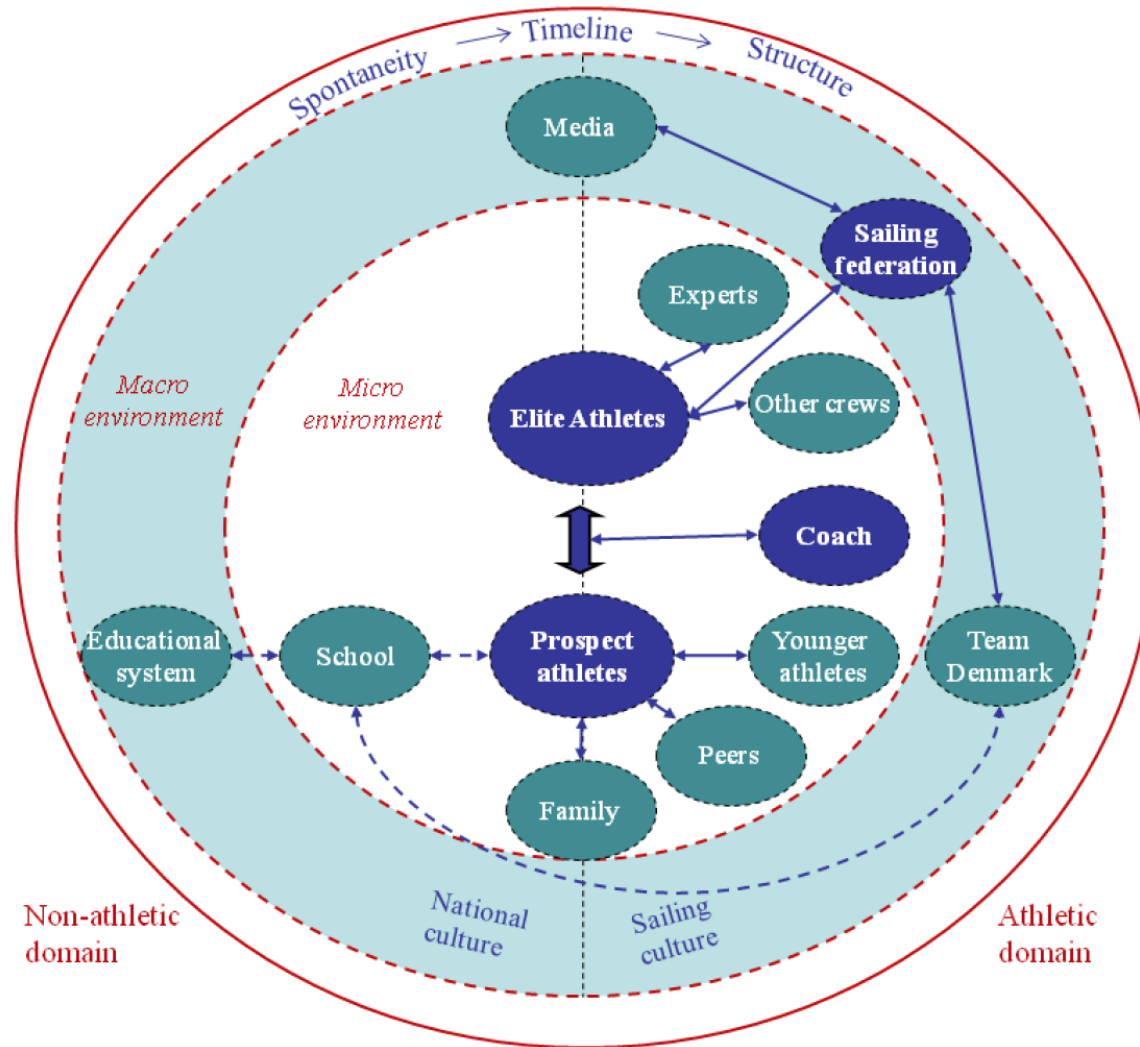 Spontaneity → Timeline → Structure
Media
Sailing
federation
Experts
Macro
environment
Micro
environment
Elite Athletes
Other crews
Coach
Educational
system
School
Prospect
athletes
Younger
athletes
Team
Denmark
Peers
Family
National
culture
Sailing
culture
Non-athletic
domain
Athletic
domain